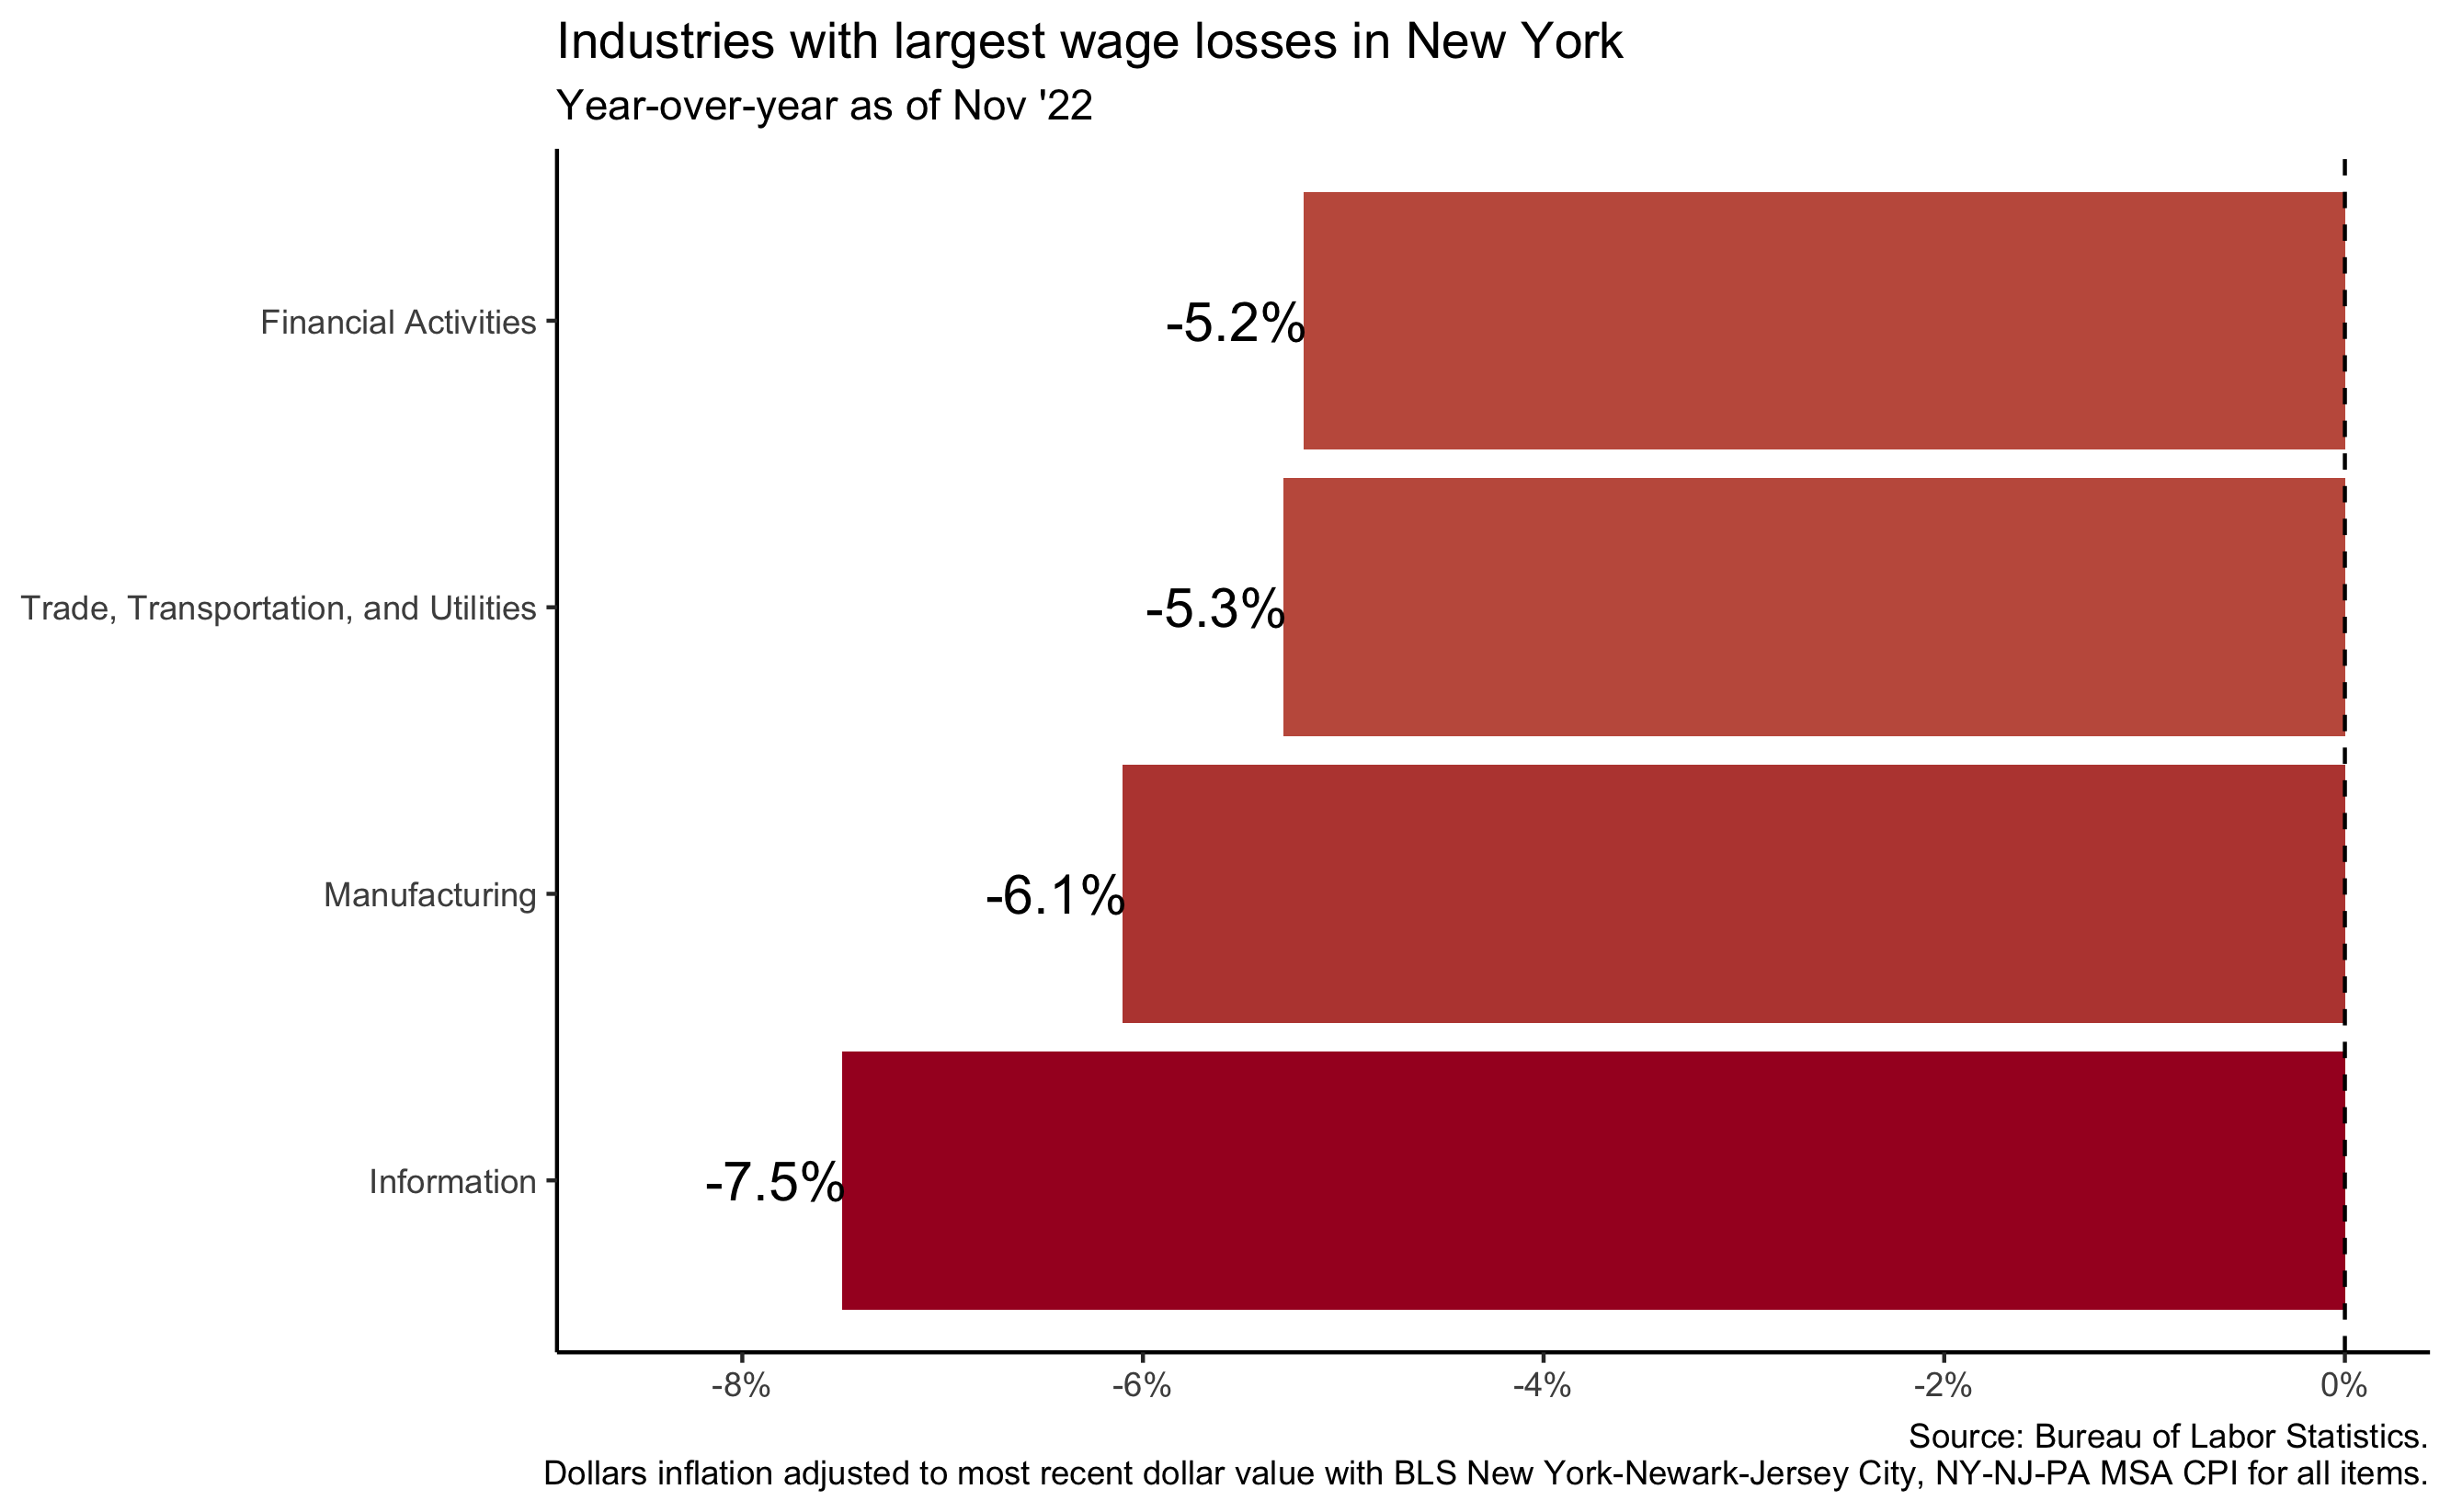 Industries with largest wage losses in New York
Year-over-year as of Nov '22
Financial Activities
-5.2%
Trade, Transportation, and Utilities
-5.3%
Manufacturing
-6.1%
Information
-7.5%
-8%
-6%
-4%
-2%
0%
Source: Bureau of Labor Statistics.
Dollars inflation adjusted to most recent dollar value with BLS New York-Newark-Jersey City, NY-NJ-PA MSA CPI for all items.